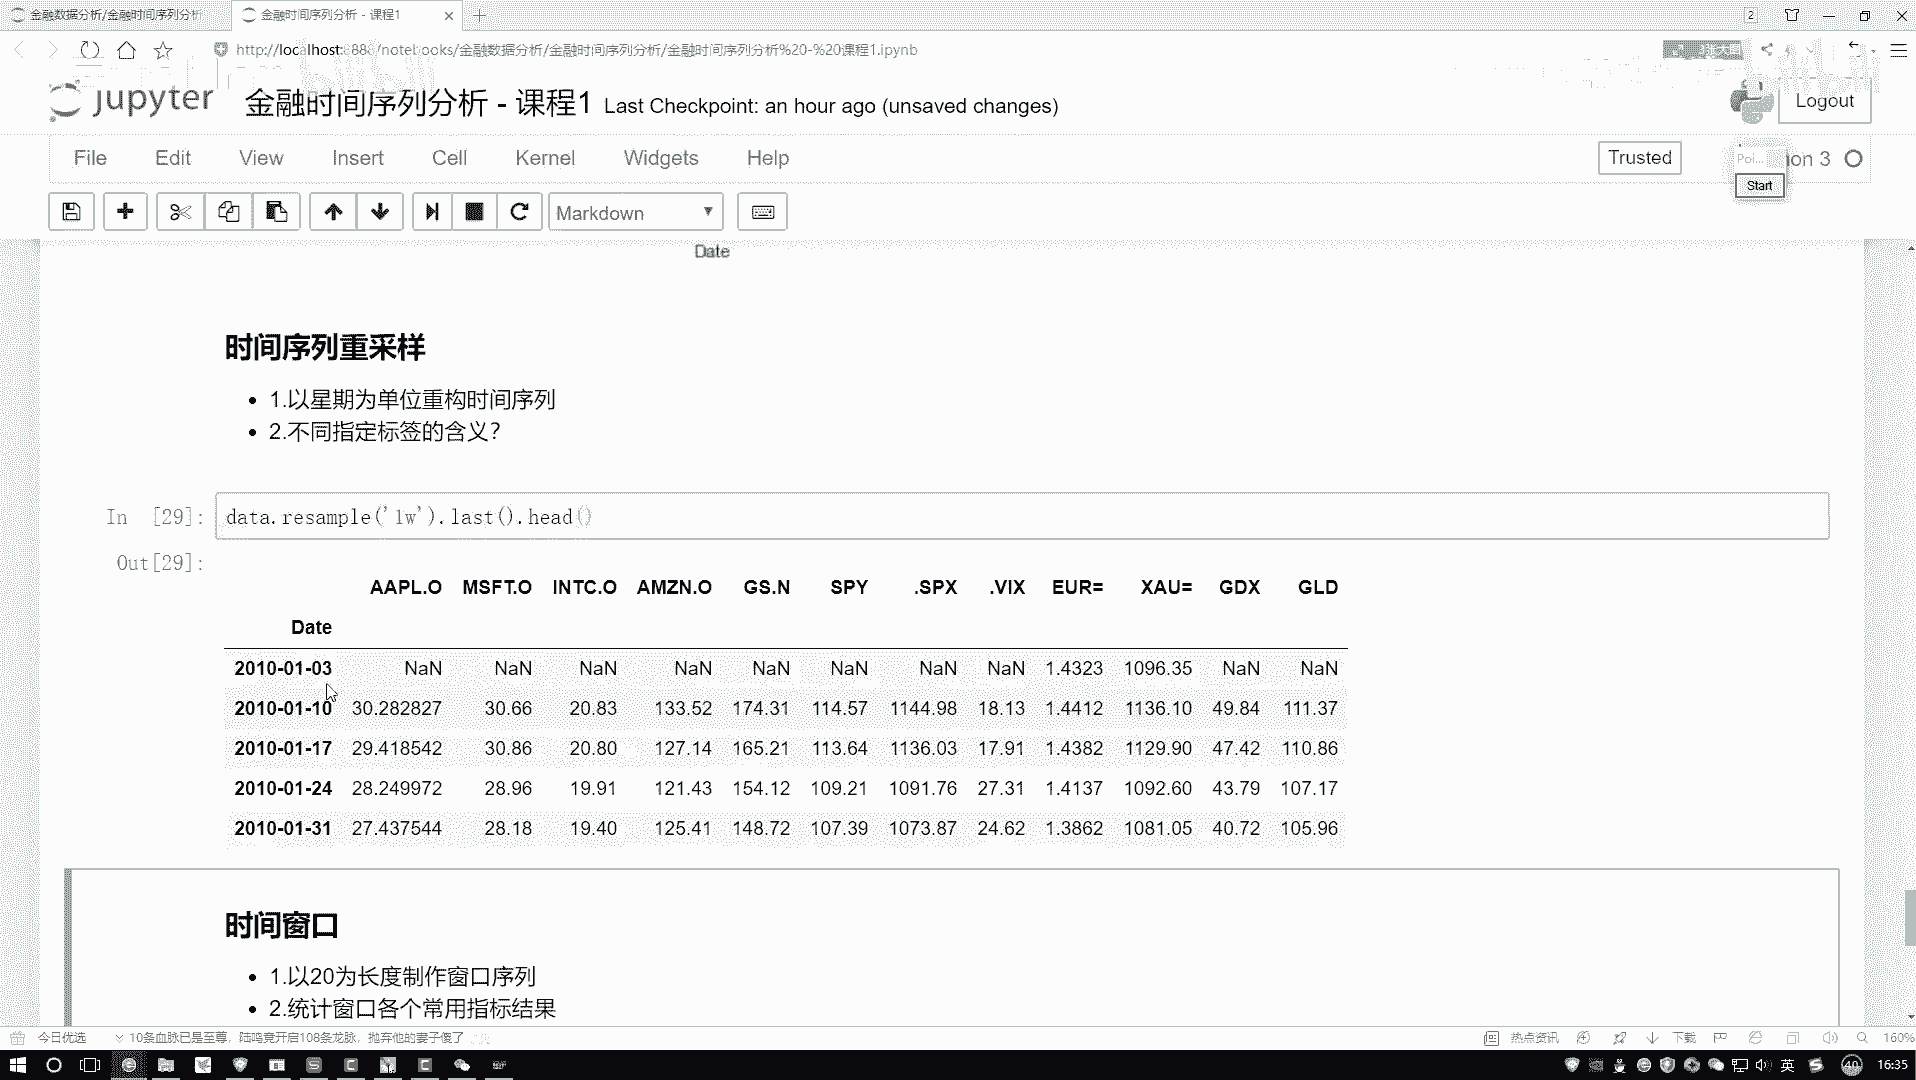 金融数据分析/金融时间序列分析
金融时间序列分析 - 课程1
2
http://localhost:888/notebooks/金融数据分析/金融时间序列分析/金融时间序列分析%20-%20课程1.ipynb
jupyter
金融时间序列分析 - 课程1 Last Checkpoint: an hour ago (unsaved changes)
Logout
File Edit View Insert Cell Kernel Widgets Help
Trusted
Poi...
on 3
Start
Markdown
Date
时间序列重采样
1.以星期为单位重构时间序列
2.不同指定标签的含义?
In [29]: data.resample('1w').last().head()
Out[29]:
AAPL.O MSFT.O INTC.O AMZN.O GS.N SPY .SPX .VIX EUR= XAU= GDX GLD
Date
2010-01-03 NaN NaN NaN NaN NaN NaN NaN NaN 1.4323 1096.35 NaN NaN
2010-01-10 30.282827 30.66 20.83 133.52 174.31 114.57 1144.98 18.13 1.4412 1136.10 49.84 111.37
2010-01-17 29.418542 30.86 20.80 127.14 165.21 113.64 1136.03 17.91 1.4382 1129.90 47.42 110.86
2010-01-24 28.249972 28.96 19.91 121.43 154.12 109.21 1091.76 27.31 1.4137 1092.60 43.79 107.17
2010-01-31 27.437544 28.18 19.40 125.41 148.72 107.39 1073.87 24.62 1.3862 1081.05 40.72 105.96
时间窗口
1.以20为长度制作窗口序列
2.统计窗口各个常用指标结果
今日优选 10条血脉已是至尊，陆鸣竟开启108条龙脉，抛弃他的妻子傻了
热点资讯 下载 160%
英 40 16:35